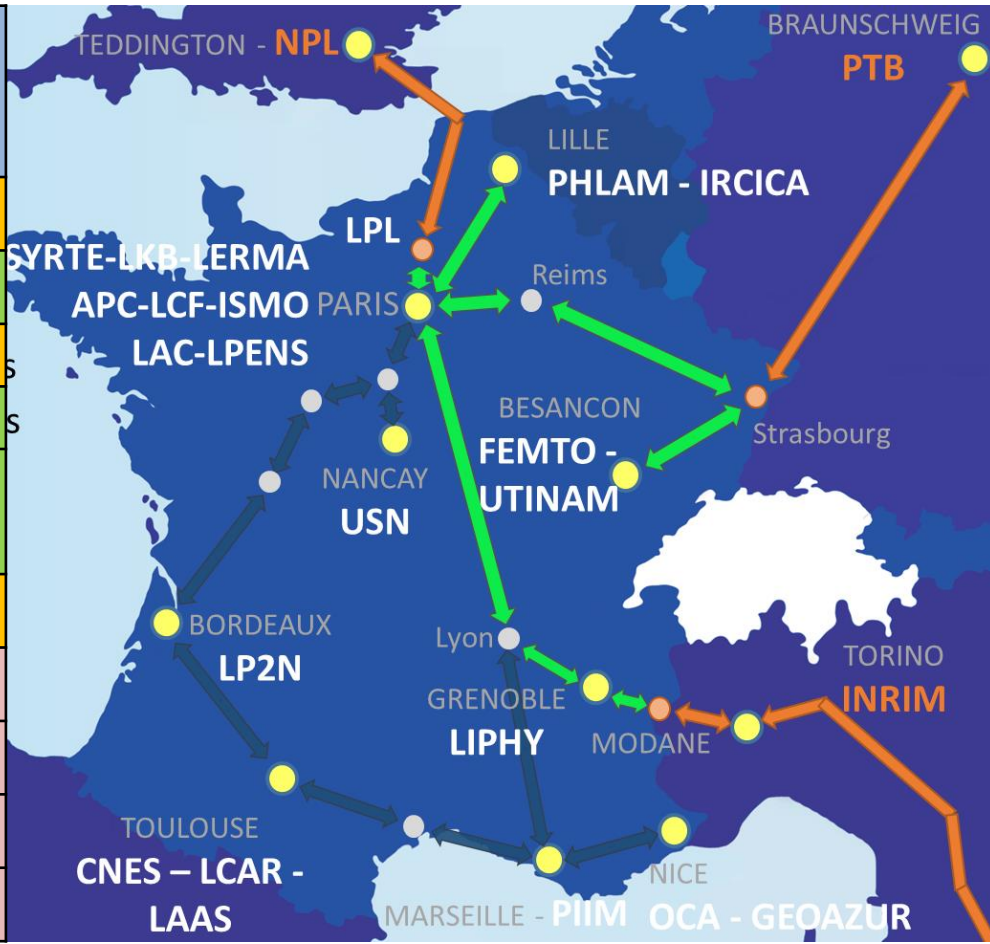 TEDDINGTON - NPL
BRAUNSCHWEIG
PTB
LILLE
PHLAM - IRCICA
LPL
SYRTE-LKB-LERMA
APC-LCF-ISMO
PARIS
LAC-LPENS
Reims
s
s
BESANCON
FEMTO -
UTINAM
Strasbourg
NANCAY
USN
BORDEAUX
LP2N
Lyon
GRENOBLE
LIPHY
MODANE
TORINO
INRIM
TOULOUSE
CNES – LCAR -
LAAS
MARSEILLE - PIIM
NICE
OCA - GEOAZUR